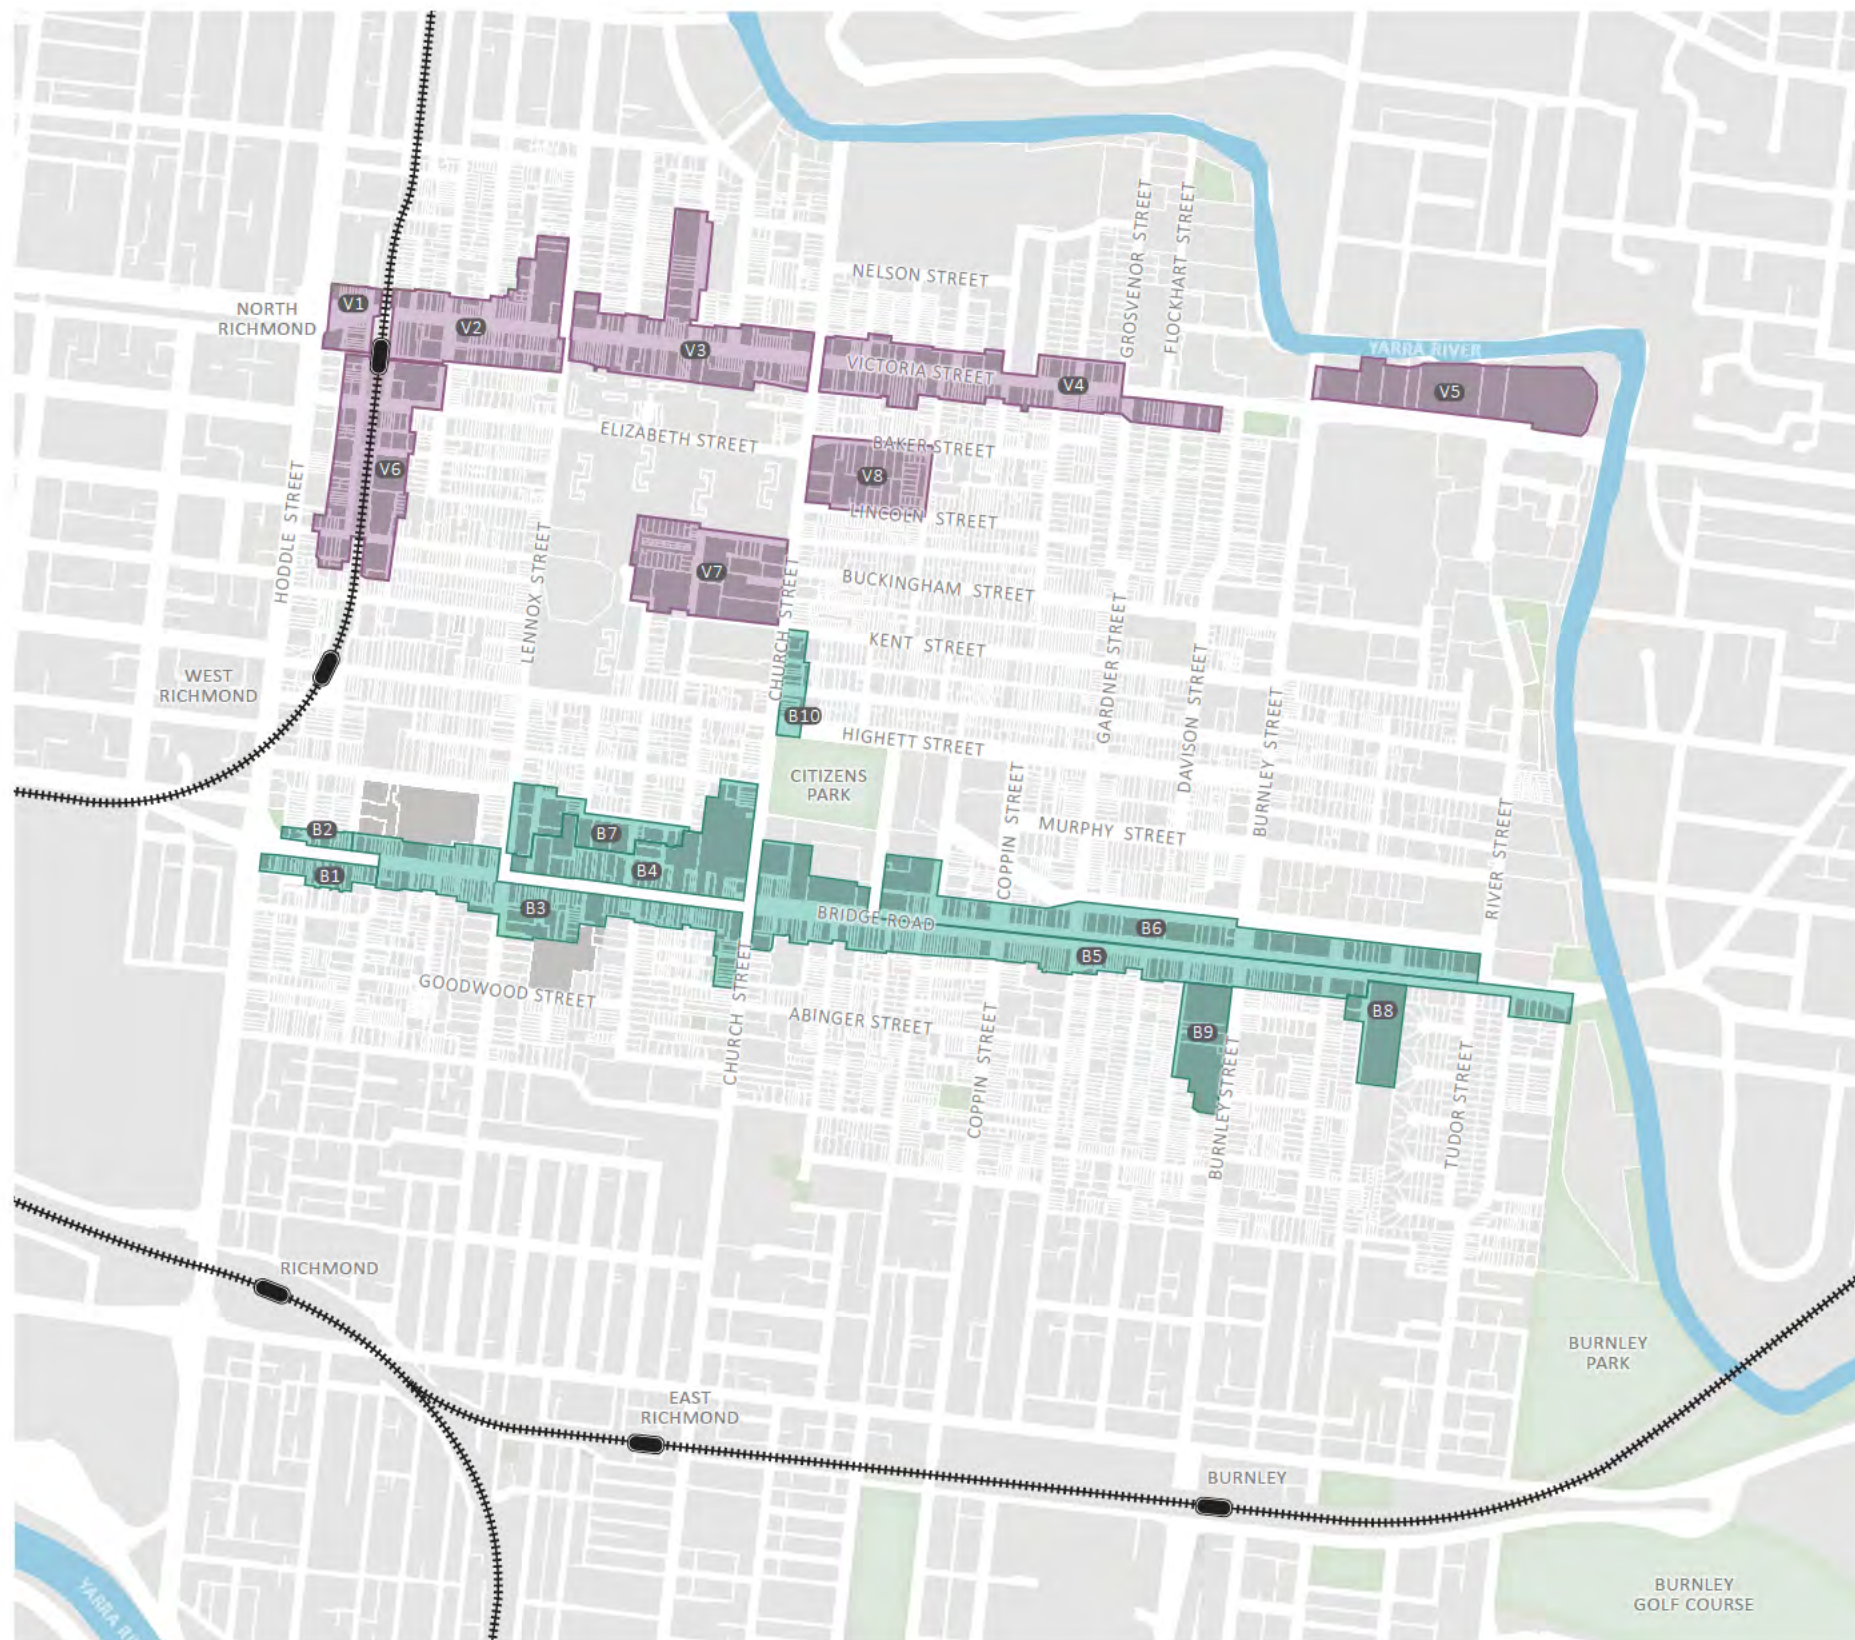 GROSVENOR STREET
FLOCKHART STREET
NELSON STREET
V1
NORTH
RICHMOND
V2
V3
VICTORIA STREET
V4
YARRA RIVER
V5
ELIZABETH STREET
BAKER STREET
V6
V8
HODDLE STREET
LINCOLN STREET
LENNOX STREET
V7
BUCKINGHAM STREET
CHURCH STREET
KENT STREET
GARDNER STREET
WEST
RICHMOND
DAVISON STREET
BURNLEY STREET
B10
HIGHETT STREET
CITIZENS
PARK
COPPIN STREET
MURPHY STREET
RIVER STREET
B2
B7
B1
B4
B3
BRIDGE ROAD
B6
B5
GOODWOOD STREET
CHURCH STREET
ABINGER STREET
COPPIN STREET
B9
B8
BURNLEY STREET
TUDOR STREET
RICHMOND
BURNLEY
PARK
EAST
RICHMOND
BURNLEY
BURNLEY
GOLF COURSE
YARRA